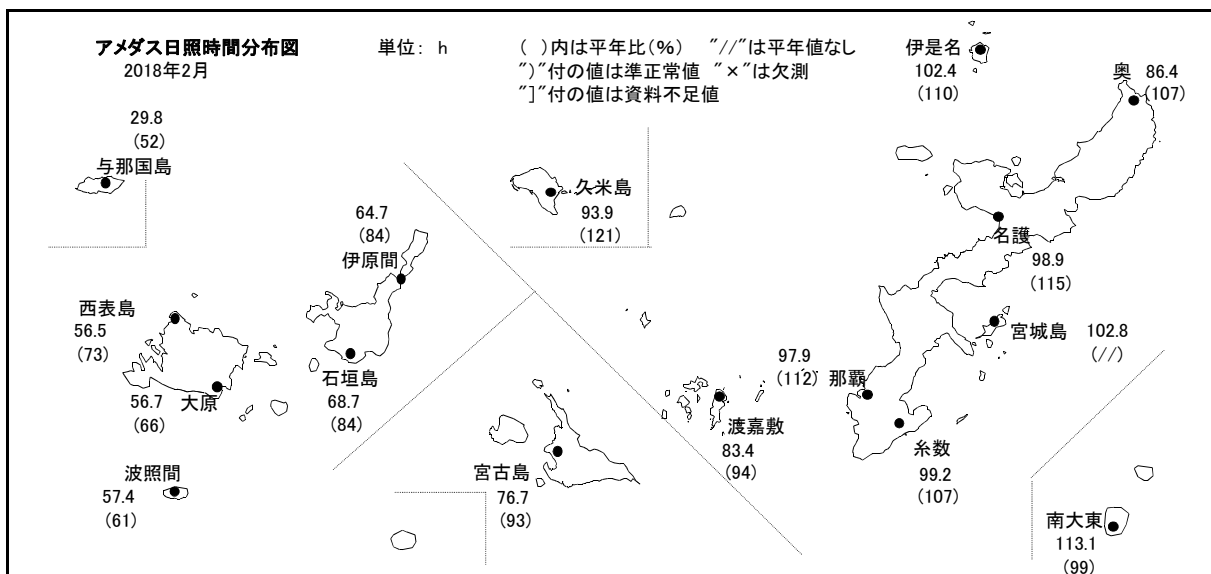 アメダス日照時間分布図
2018年2月
単位: h
( )内は平年比(%) "//"は平年値なし
")"付の値は準正常値 "×"は欠測
"]"付の値は資料不足値
伊是名
102.4
(110)
奥
86.4
(107)
29.8
(52)
与那国島
久米島
93.9
(121)
名護
98.9
(115)
64.7
(84)
伊原間
西表島
56.5
(73)
石垣島
68.7
(84)
56.7
(66)
大原
波照間
57.4
(61)
宮城島
102.8
(//)
97.9
(112)
那覇
渡嘉敷
83.4
(94)
糸数
99.2
(107)
宮古島
76.7
(93)
南大東
113.1
(99)